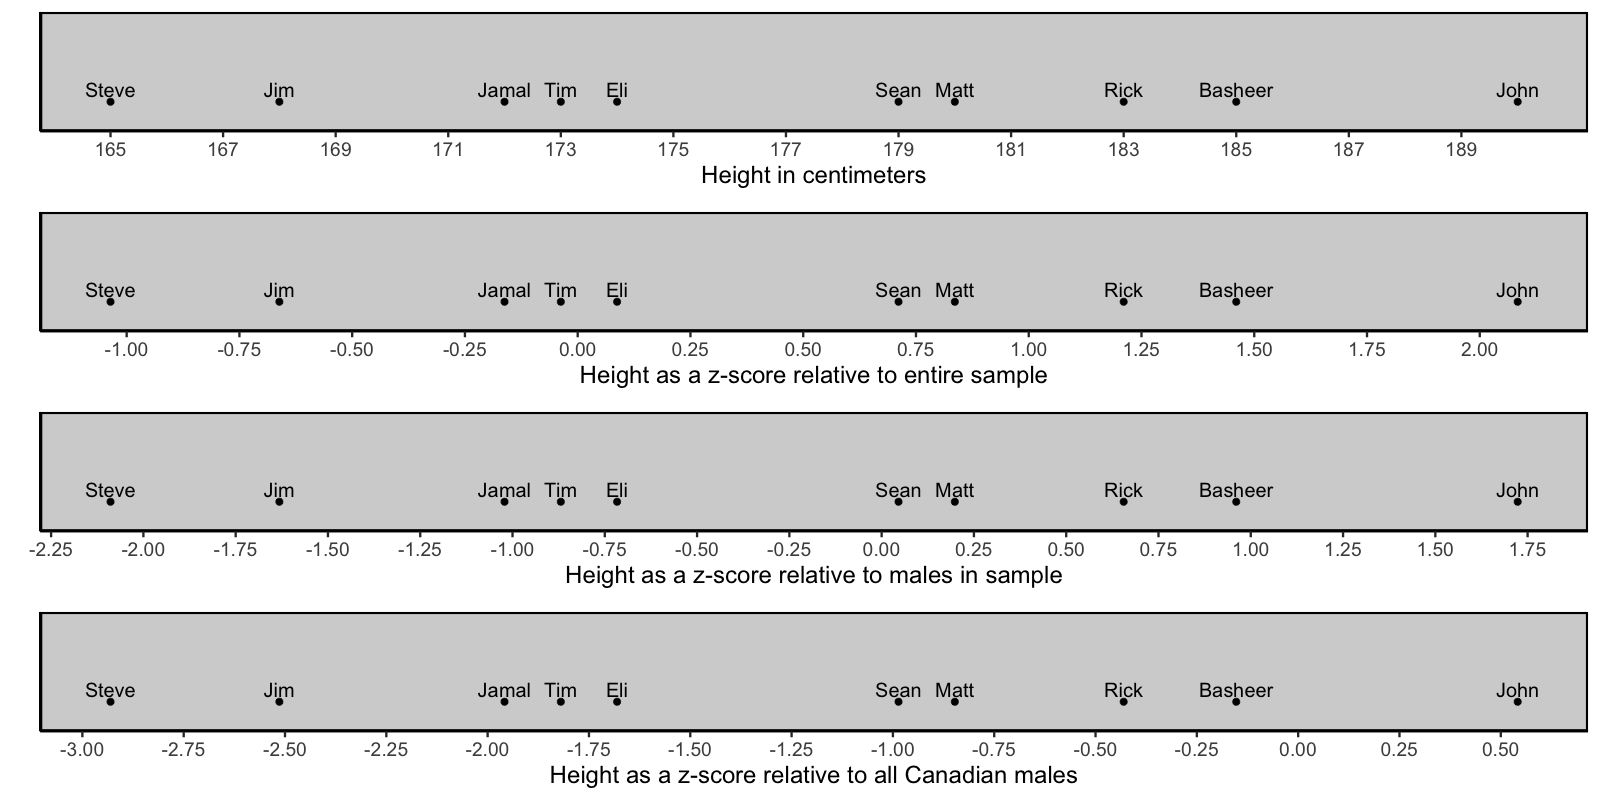 Steve Jim Jamal Tim Eli Sean Matt Rick Basheer John
165 167 169 171 173 175 177 179 181 183 185 187 189
Height in centimeters
Steve Jim Jamal Tim Eli Sean Matt Rick Basheer John
-1.00 -0.75 -0.50 -0.25 0.00 0.25 0.50 0.75 1.00 1.25 1.50 1.75 2.00
Height as a z-score relative to entire sample
Steve Jim Jamal Tim Eli Sean Matt Rick Basheer John
-2.25 -2.00 -1.75 -1.50 -1.25 -1.00 -0.75 -0.50 -0.25 0.00 0.25 0.50 0.75 1.00 1.25 1.50 1.75
Height as a z-score relative to males in sample
Steve Jim Jamal Tim Eli Sean Matt Rick Basheer John
-3.00 -2.75 -2.50 -2.25 -2.00 -1.75 -1.50 -1.25 -1.00 -0.75 -0.50 -0.25 0.00 0.25 0.50
Height as a z-score relative to all Canadian males